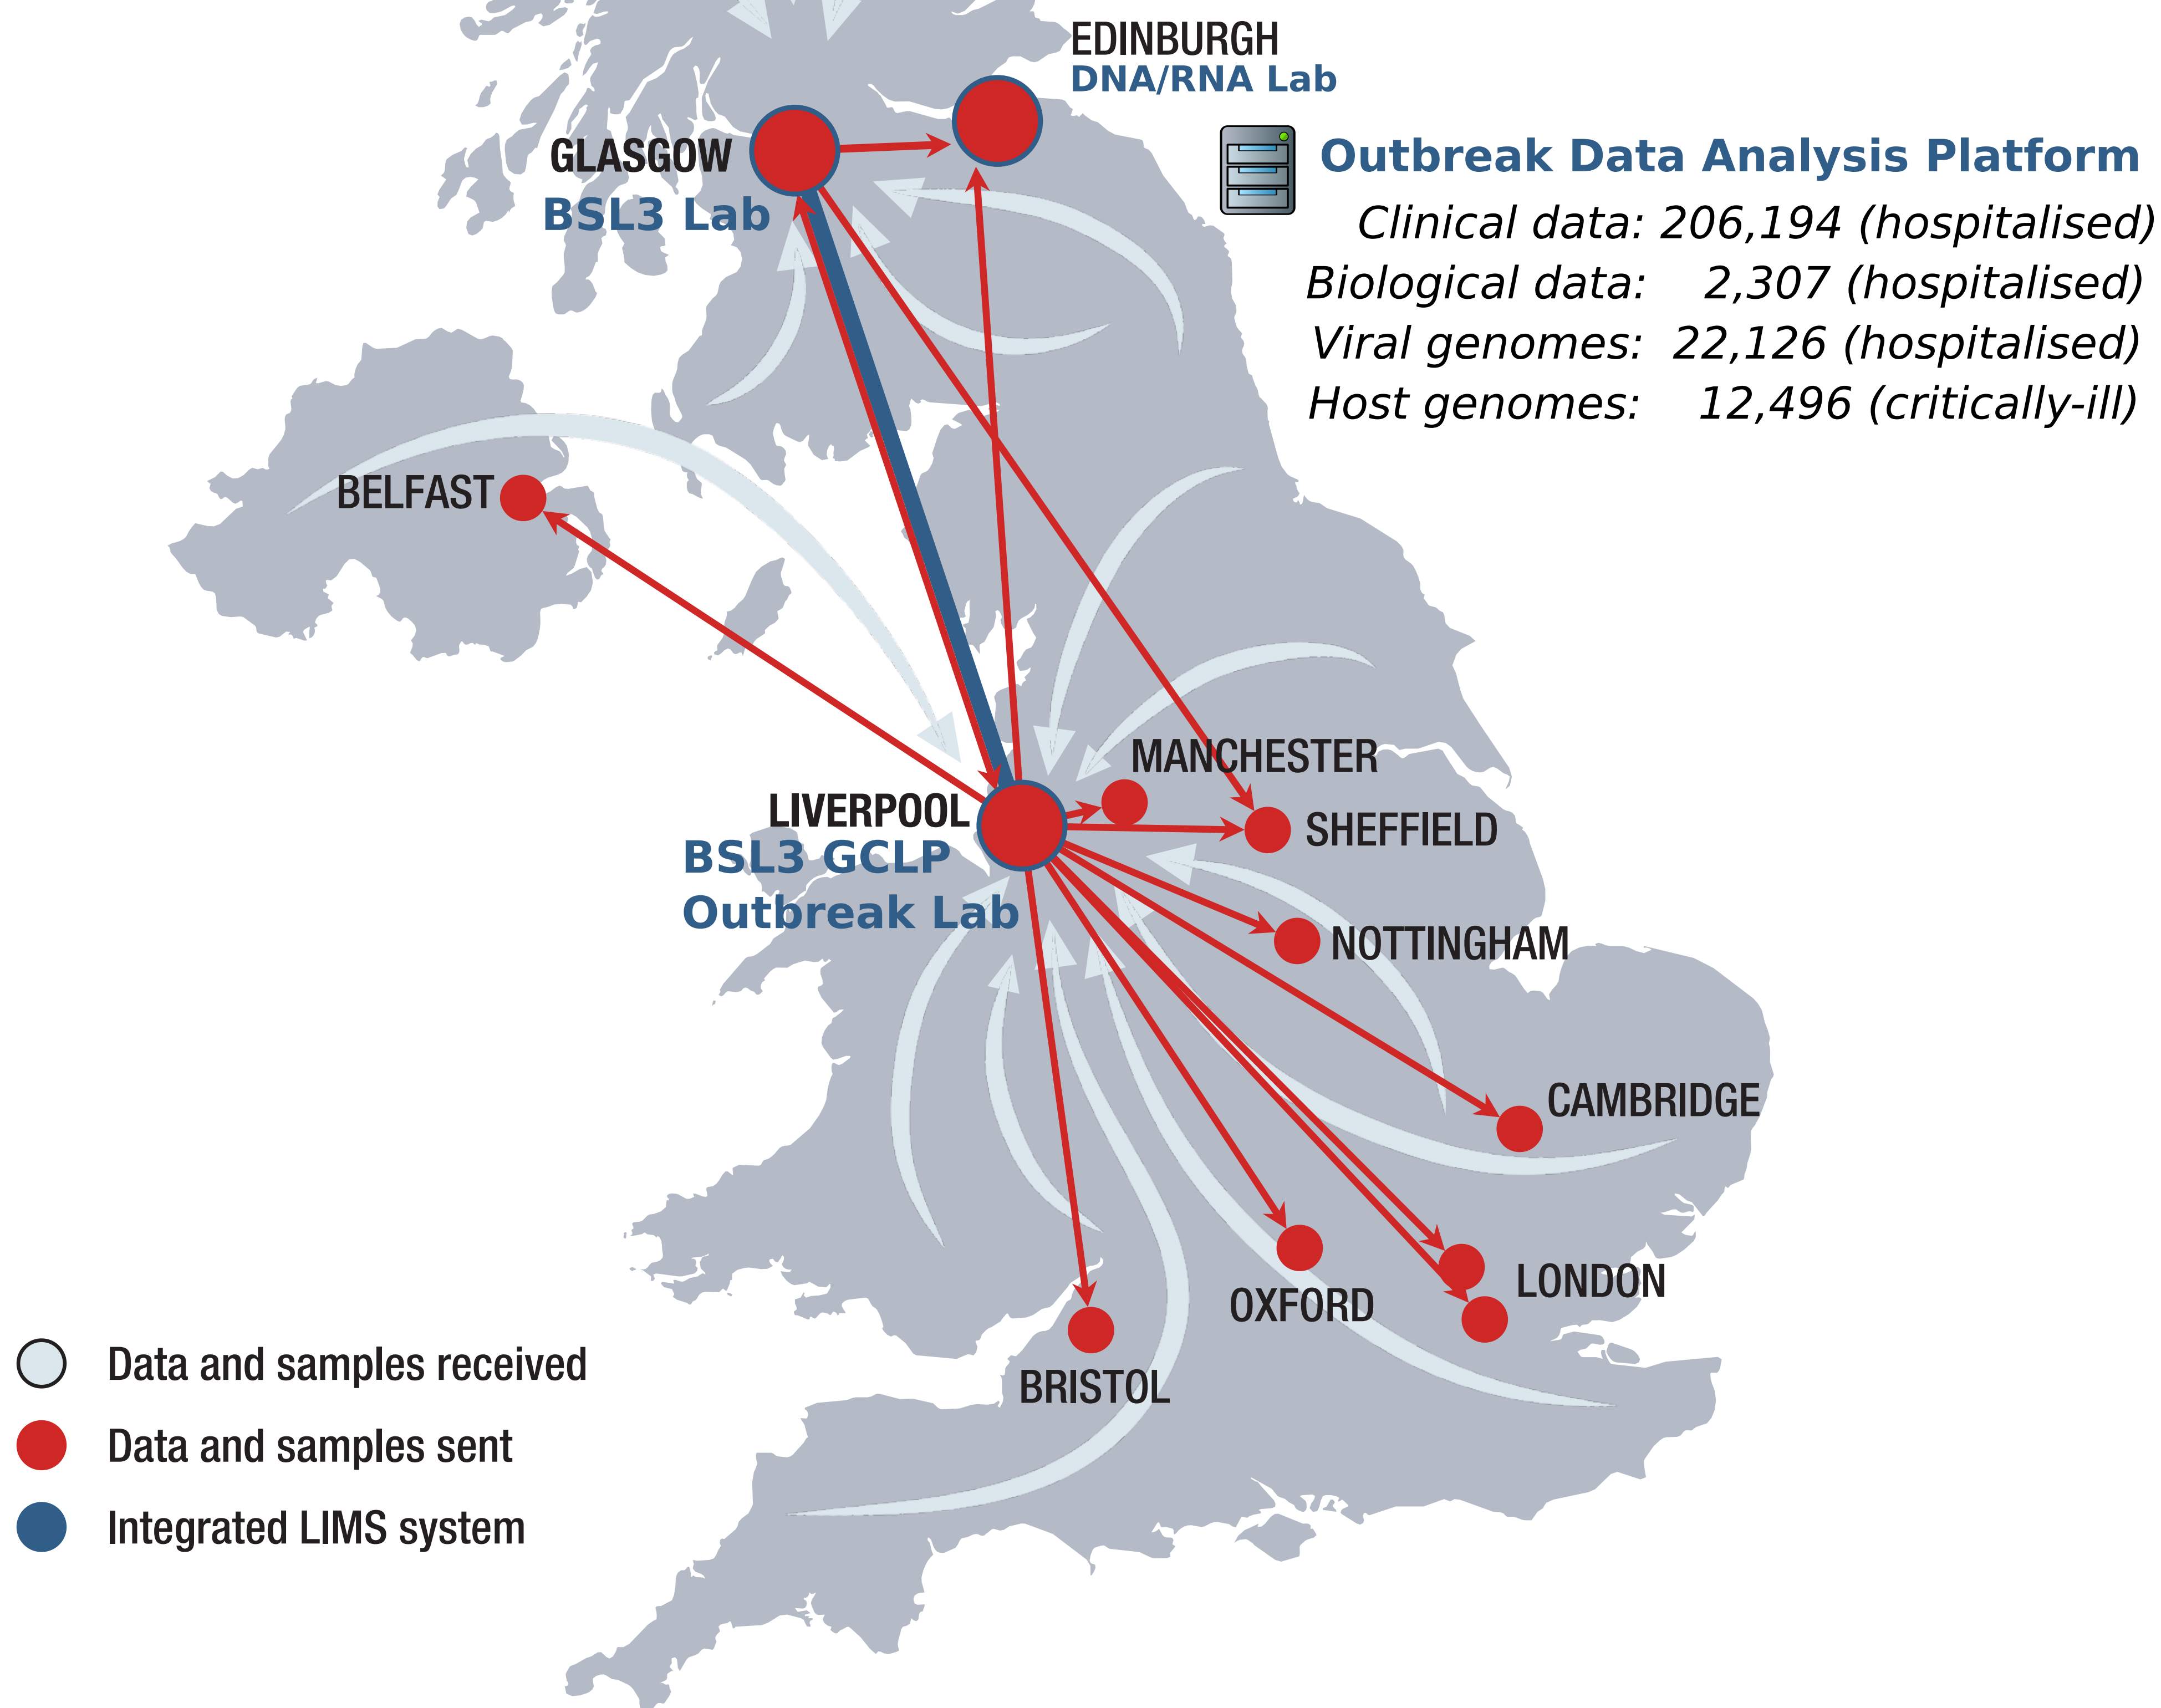 EDINBURGH
DNA/RNA Lab
GLASGOW
BSL3 Lab
Outbreak Data Analysis Platform
Clinical data: 206,194 (hospitalised)
Biological data: 2,307 (hospitalised)
Viral genomes: 22,126 (hospitalised)
Host genomes: 12,496 (critically-ill)
BELFAST
MANCHESTER
LIVERPOOL
BSL3 GCLP
Outbreak Lab
SHEFFIELD
NOTTINGHAM
CAMBRIDGE
LONDON
OXFORD
BRISTOL
Data and samples received
Data and samples sent
Integrated LIMS system